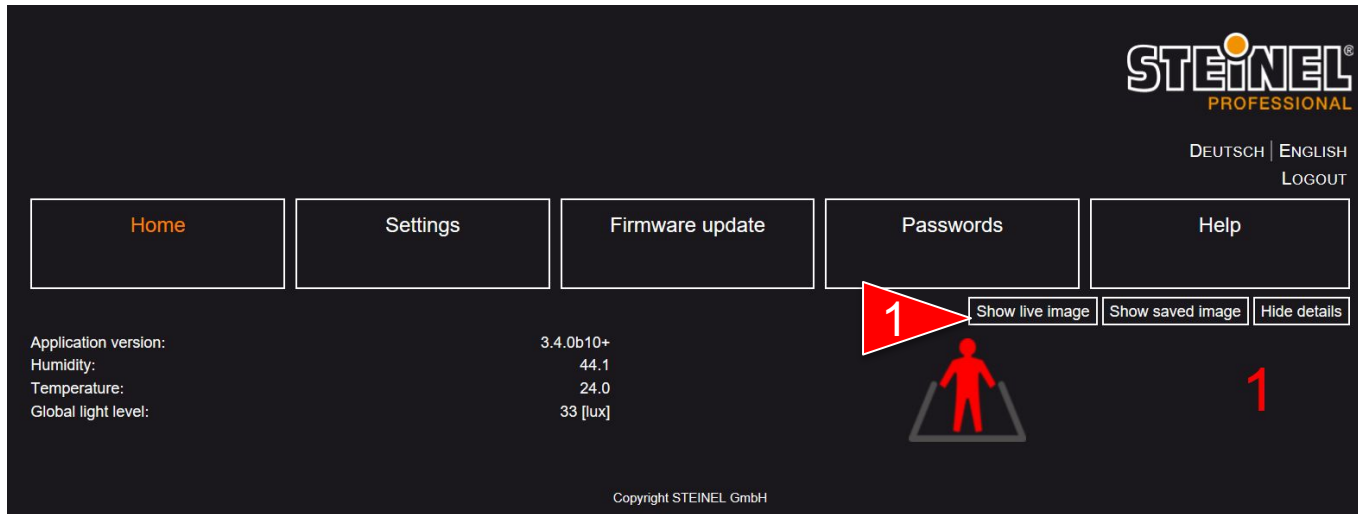 STEINEL®
PROFESSIONAL
DEUTSCH | ENGLISH
LOGOUT
Home Settings Firmware update Passwords Help
1 Show live image Show saved image Hide details
Application version: 3.4.0b10+
Humidity: 44.1
Temperature: 24.0
Global light level: 33 [lux]
1
Copyright STEINEL GmbH